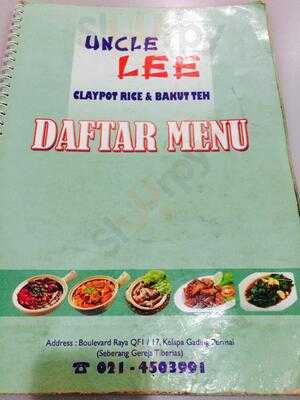 UNCLE
LEE
CLAYPOT RICE & BAKUT TEH
DAFTAR MENU
Address : Boulevard Raya QF1 / 17, Kelapa Gading Permai
(Seberang Gereja Tiberias)
☎ 021 - 4503991